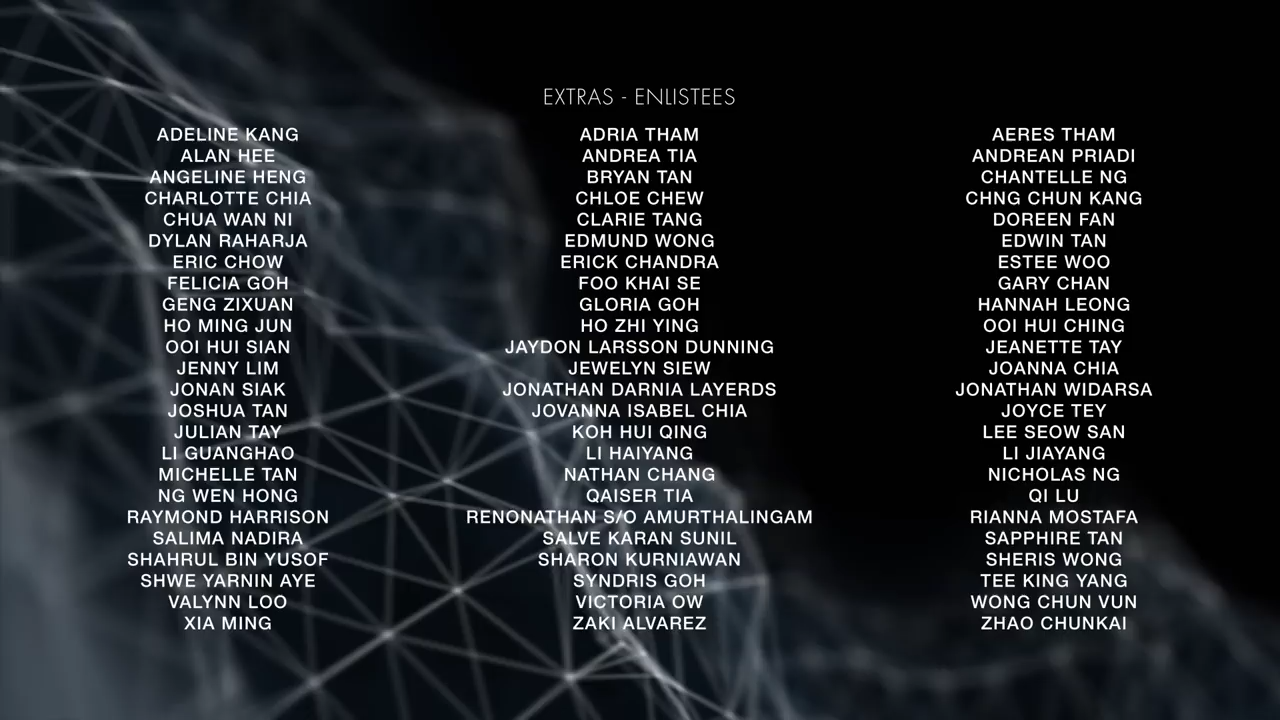 EXTRAS - ENLISTEES
ADELINE KANG ADRIA THAM AERES THAM
ALAN HEE ANDREA TIA ANDREAN PRIADI
ANGELINE HENG BRYAN TAN CHANTELLE NG
CHARLOTTE CHIA CHLOE CHEW CHNG CHUN KANG
CHUA WAN NI CLARIE TANG DOREEN FAN
DYLAN RAHARJA EDMUND WONG EDWIN TAN
ERIC CHOW ERICK CHANDRA ESTEE WOO
FELICIA GOH FOO KHAI SE GARY CHAN
GENG ZIXUAN GLORIA GOH HANNAH LEONG
HO MING JUN HO ZHI YING OOI HUI CHING
OOI HUI SIAN JAYDON LARSSON DUNNING JEANETTE TAY
JENNY LIM JEWELYN SIEW JOANNA CHIA
JONAN SIAK JONATHAN DARNIA LAYERDS JONATHAN WIDARSA
JOSHUA TAN JOVANNA ISABEL CHIA JOYCE TEY
JULIAN TAY KOH HUI QING LEE SEOW SAN
LI GUANGHAO LI HAIYANG LI JIAYANG
MICHELLE TAN NATHAN CHANG NICHOLAS NG
NG WEN HONG QAISER TIA QI LU
RAYMOND HARRISON RENONATHAN S/O AMURTHALINGAM RIANNA MOSTAFA
SALIMA NADIRA SALVE KARAN SUNIL SAPPHIRE TAN
SHAHRUL BIN YUSOF SHARON KURNIAWAN SHERIS WONG
SHWE YARNIN AYE SYNDRIS GOH TEE KING YANG
VALYNN LOO VICTORIA OW WONG CHUN VUN
XIA MING ZAKI ALVAREZ ZHAO CHUNKAI